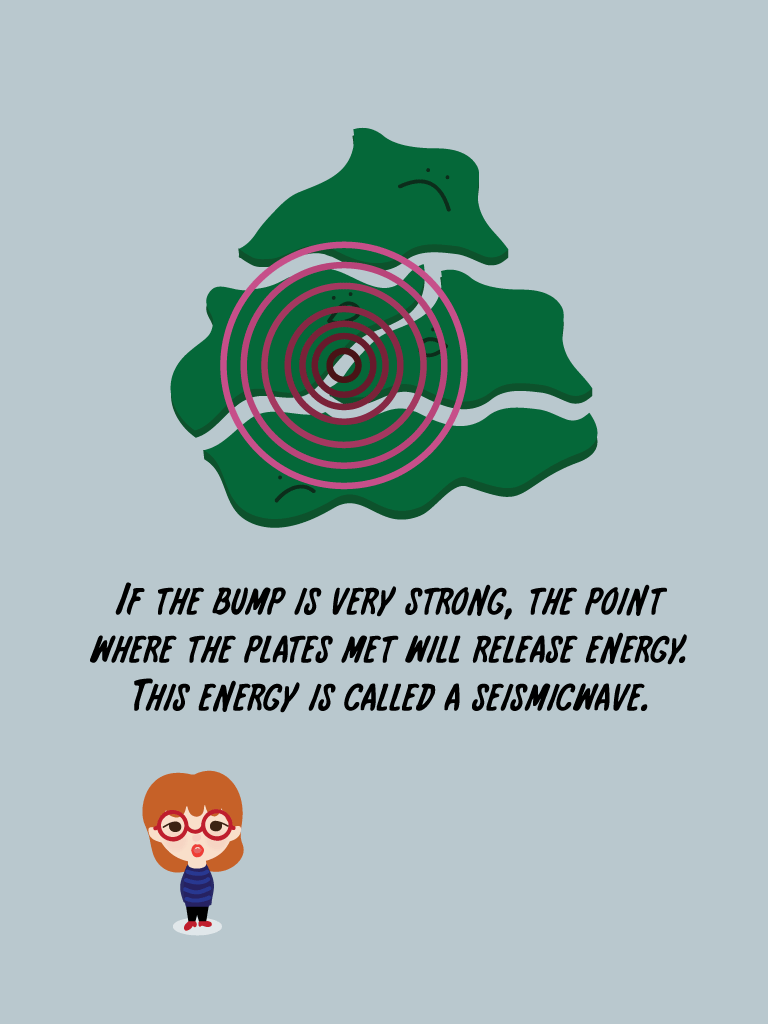 If the bump is very strong, the point
where the plates met will release energy.
This energy is called a seismicwave.